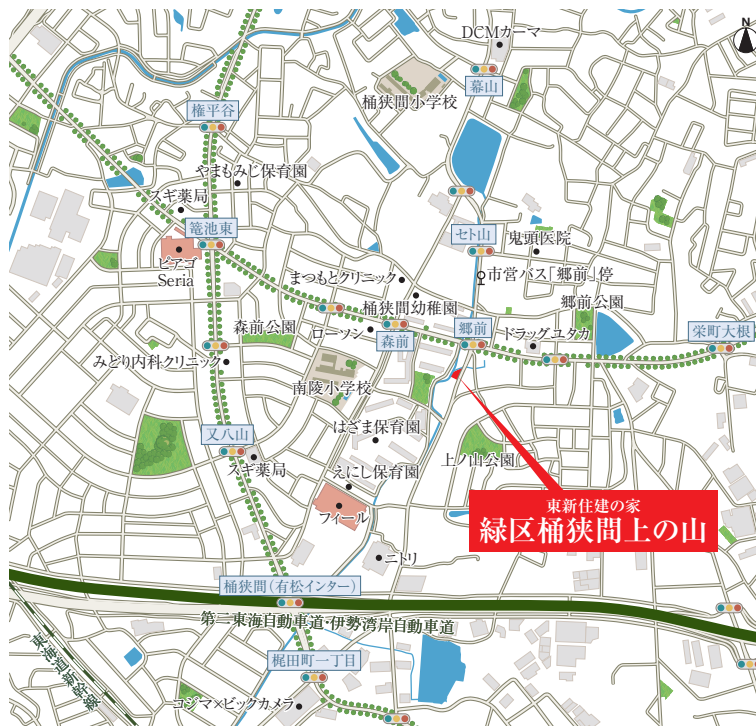 N
DCMカーマ
幕山
桶狭間小学校
権平谷
やまもみじ保育園
スギ薬局
篭池東
ピアゴ
Seria
セト山
鬼頭医院
市営バス「郷前」停
まつもとクリニック
桶狭間幼稚園
郷前公園
森前公園
ローソン
森前
郷前
ドラッグユタカ
栄町大根
みどり内科クリニック
南陵小学校
はざま保育園
又八山
スギ薬局
えにし保育園
上ノ山公園
フィール
ニトリ
東新住建の家
緑区桶狭間上の山
桶狭間(有松インター)
第二東海自動車道・伊勢湾岸自動車道
東海道新幹線
梶田町一丁目
コジマ×ビックカメラ